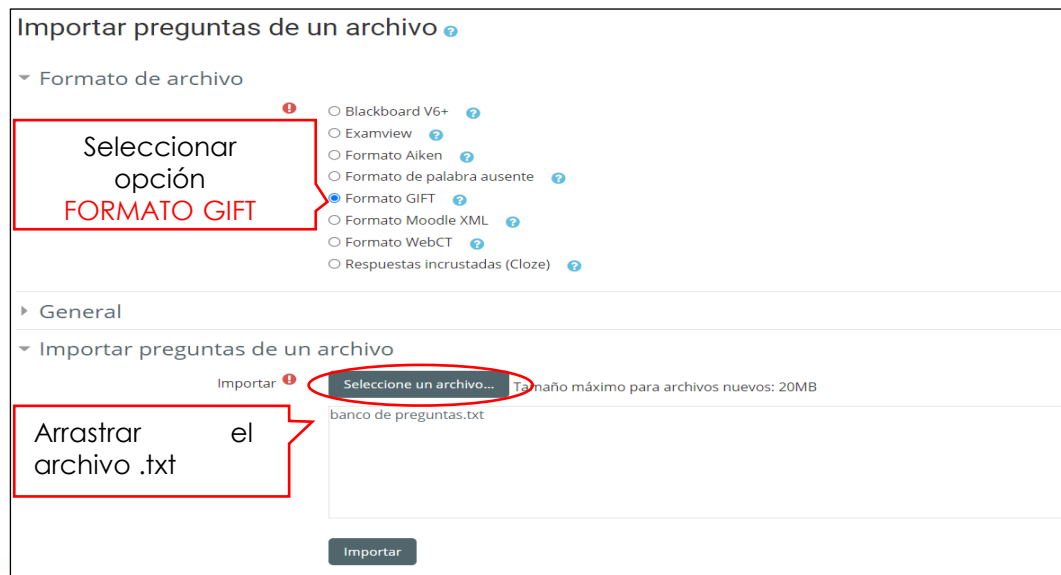 Importar preguntas de un archivo
Formato de archivo
Blackboard V6+
Examview
Formato Aiken
Formato de palabra ausente
Formato GIFT
Formato Moodle XML
Formato WebCT
Respuestas incrustadas (Cloze)
Seleccionar
opción
FORMATO GIFT
General
Importar preguntas de un archivo
Importar
Seleccione un archivo...
Tamaño máximo para archivos nuevos: 20MB
banco de preguntas.txt
Arrastrar el
archivo .txt
Importar